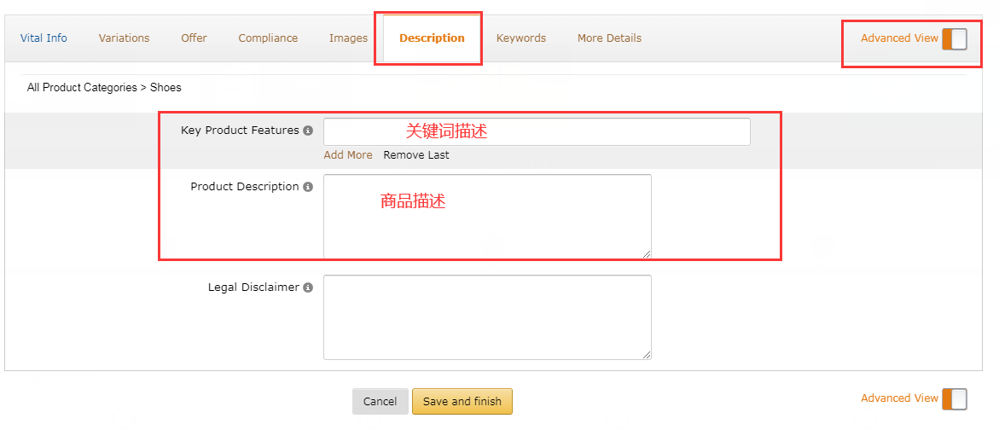 Vital Info Variations Offer Compliance Images Description Keywords More Details Advanced View
All Product Categories > Shoes
Key Product Features 关键词描述
Add More Remove Last
Product Description 商品描述
Legal Disclaimer
Cancel Save and finish Advanced View